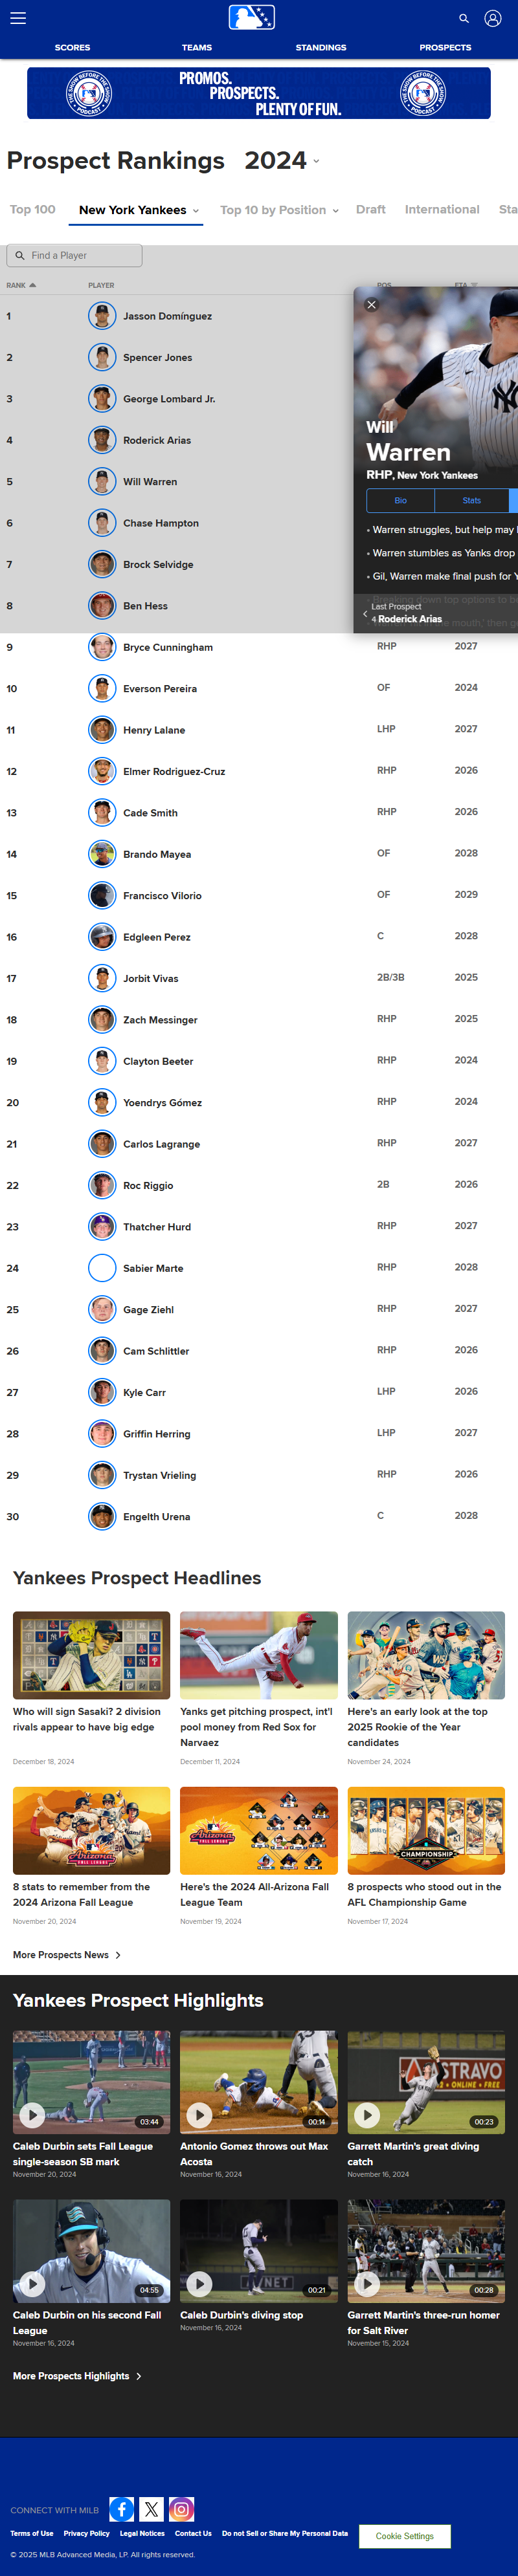 SCORES TEAMS STANDINGS PROSPECTS
THE SHOW BEFORE THE SHOW PODCAST
PROMOS.
PROSPECTS.
PLENTY OF FUN.
THE SHOW BEFORE THE SHOW PODCAST
Prospect Rankings 2024
Top 100 New York Yankees Top 10 by Position Draft International Sta
Find a Player
RANK PLAYER POS ETA
1 Jasson Domínguez
2 Spencer Jones
3 George Lombard Jr.
4 Roderick Arias
5 Will Warren
6 Chase Hampton
7 Brock Selvidge
8 Ben Hess
Will
Warren
RHP, New York Yankees
Bio Stats
• Warren struggles, but help may
• Warren stumbles as Yanks drop
• Gil, Warren make final push for Y
Breaking down top options to b
Last Prospect
4 Roderick Arias
9 Bryce Cunningham RHP 2027
10 Everson Pereira OF 2024
11 Henry Lalane LHP 2027
12 Elmer Rodriguez-Cruz RHP 2026
13 Cade Smith RHP 2026
14 Brando Mayea OF 2028
15 Francisco Vilorio OF 2029
16 Edgleen Perez C 2028
17 Jorbit Vivas 2B/3B 2025
18 Zach Messinger RHP 2025
19 Clayton Beeter RHP 2024
20 Yoendrys Gómez RHP 2024
21 Carlos Lagrange RHP 2027
22 Roc Riggio 2B 2026
23 Thatcher Hurd RHP 2027
24 Sabier Marte RHP 2028
25 Gage Ziehl RHP 2027
26 Cam Schlittler RHP 2026
27 Kyle Carr LHP 2026
28 Griffin Herring LHP 2027
29 Trystan Vrieling RHP 2026
30 Engelth Urena C 2028
Yankees Prospect Headlines
Who will sign Sasaki? 2 division
rivals appear to have big edge
December 18, 2024
Yanks get pitching prospect, int'l
pool money from Red Sox for
Narvaez
December 11, 2024
Here's an early look at the top
2025 Rookie of the Year
candidates
November 24, 2024
Arizona
FALL LEAGUE
8 stats to remember from the
2024 Arizona Fall League
November 20, 2024
Arizona
FALL LEAGUE
Here's the 2024 All-Arizona Fall
League Team
November 19, 2024
CHAMPIONSHIP
8 prospects who stood out in the
AFL Championship Game
November 17, 2024
More Prospects News
Yankees Prospect Highlights
03:44
Caleb Durbin sets Fall League
single-season SB mark
November 20, 2024
00:14
Antonio Gomez throws out Max
Acosta
November 16, 2024
STRAVO
ONLINE • FREE
00:23
Garrett Martin's great diving
catch
November 16, 2024
04:55
Caleb Durbin on his second Fall
League
November 16, 2024
00:21
Caleb Durbin's diving stop
November 16, 2024
00:28
Garrett Martin's three-run homer
for Salt River
November 15, 2024
More Prospects Highlights
CONNECT WITH MILB
Terms of Use Privacy Policy Legal Notices Contact Us Do not Sell or Share My Personal Data
Cookie Settings
© 2025 MLB Advanced Media, LP. All rights reserved.